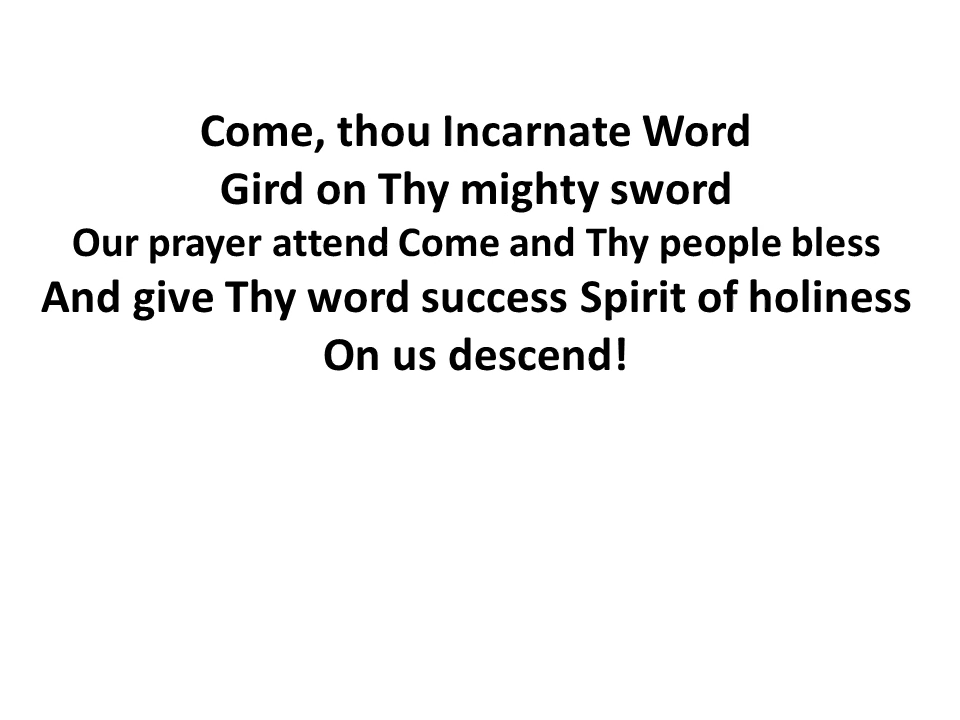 Come, thou Incarnate Word
Gird on Thy mighty sword
Our prayer attend Come and Thy people bless
And give Thy word success Spirit of holiness
On us descend!